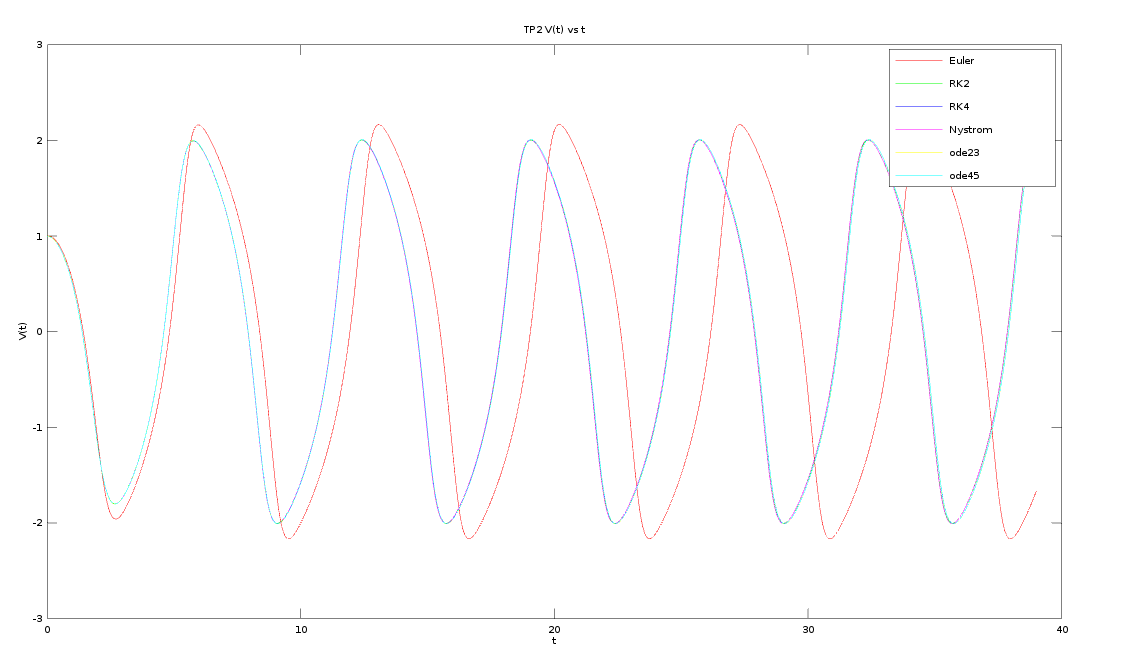 TP2 V(t) vs t
3
2
1
0
-1
-2
-3
V(t)
Euler
RK2
RK4
Nystrom
ode23
ode45
0
10
20
30
40
t